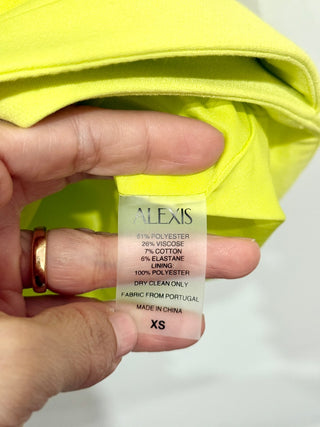 ALEXIS
61% POLYESTER
26% VISCOSE
7% COTTON
6% ELASTANE
LINING:
100% POLYESTER
DRY CLEAN ONLY
FABRIC FROM PORTUGAL
MADE IN CHINA
XS